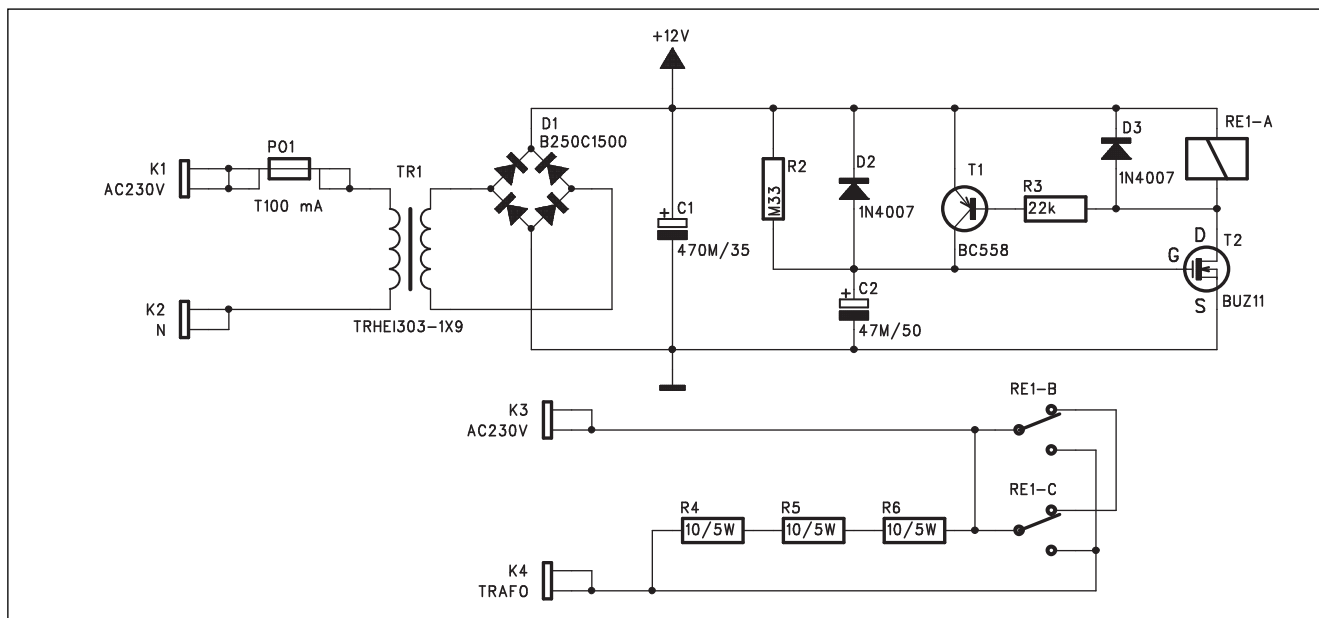 +12V
D1
B250C1500
D3
RE1-A
K1
AC230V
PO1
T100 mA
TR1
R2
M33
D2
1N4007
T1
BC558
R3
22k
1N4007
C1
+
470M/35
D
T2
G
S
BUZ11
C2
+
47M/50
K2
N
TRHEI303-1X9
K3
AC230V
RE1-B
RE1-C
R4
R5
R6
10/5W
10/5W
10/5W
K4
TRAFO